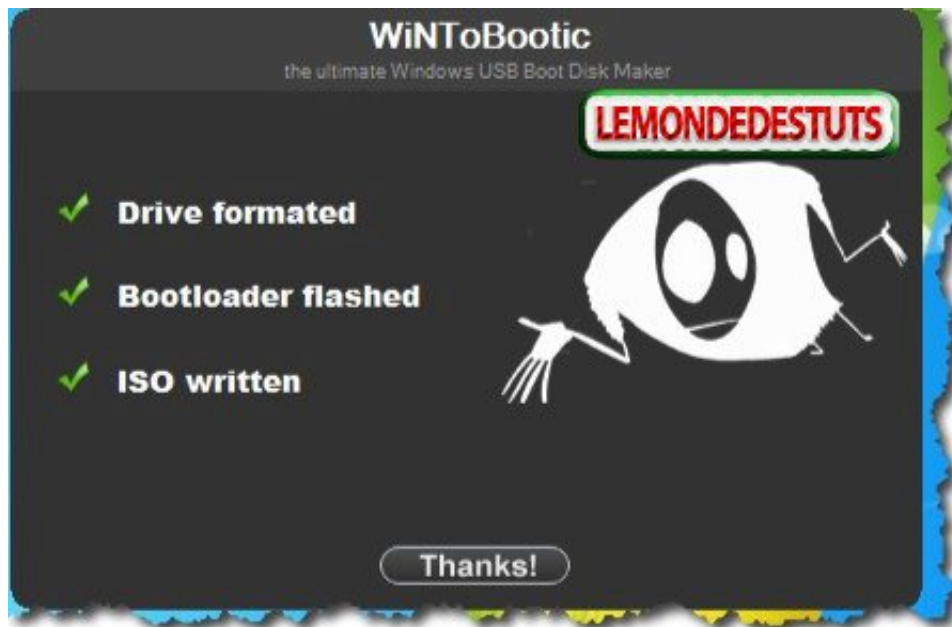 WiNToBootic
the ultimate Windows USB Boot Disk Maker
LEMONDEDESTUTS
Drive formated
Bootloader flashed
ISO written
Thanks!